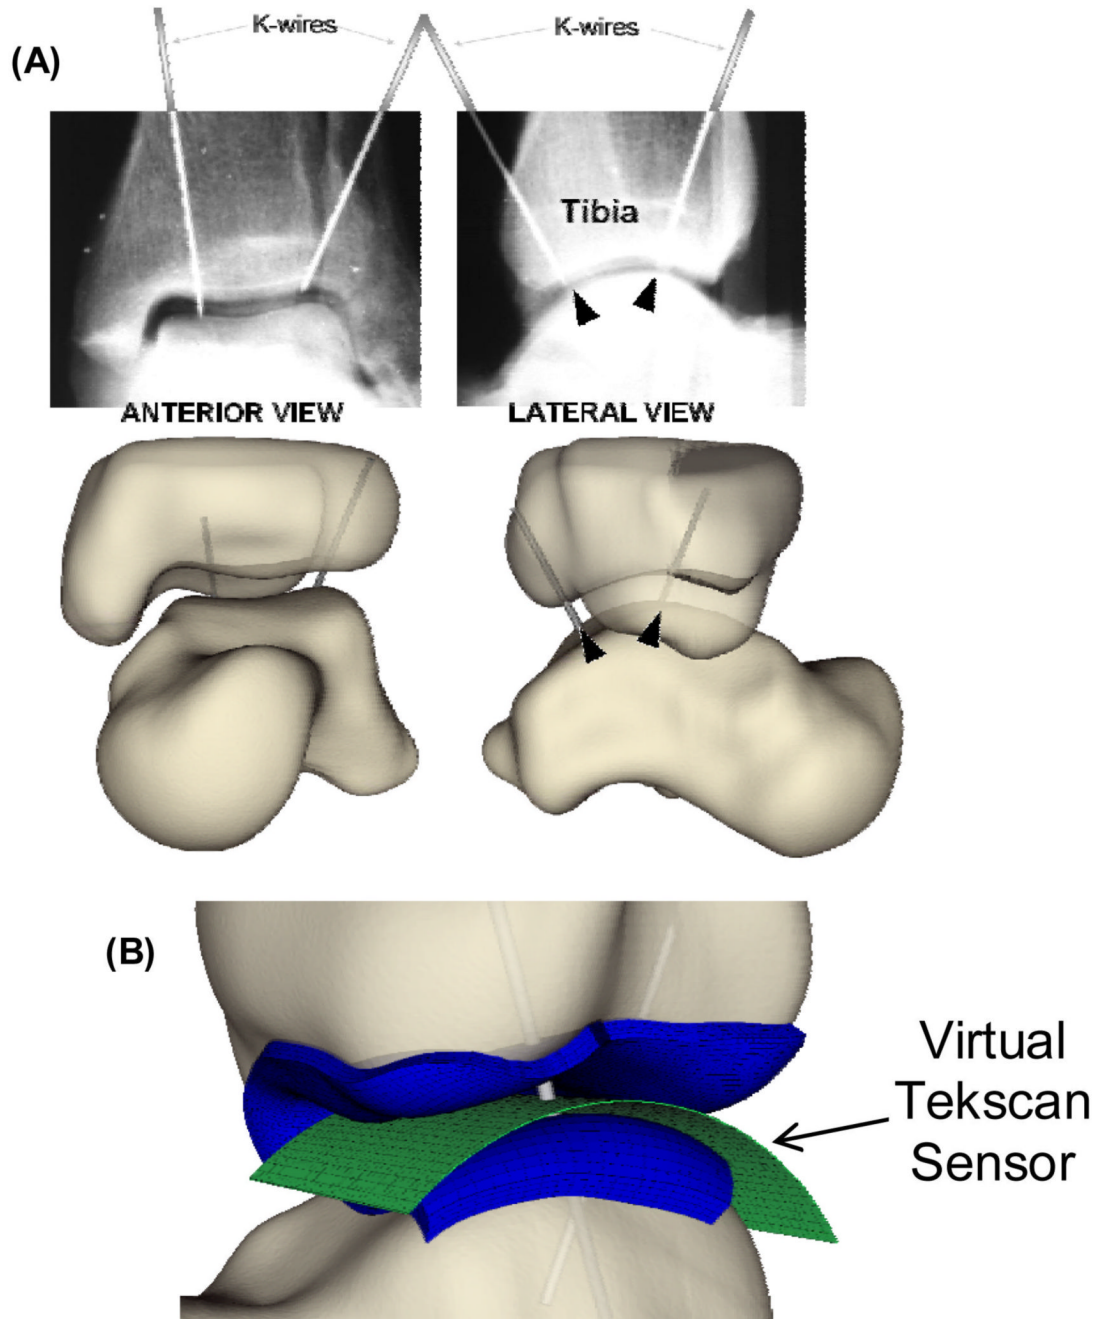 K-wires
K-wires
(A)
Tibia
ANTERIOR VIEW
LATERAL VIEW
(B)
Virtual
Tekscan
Sensor